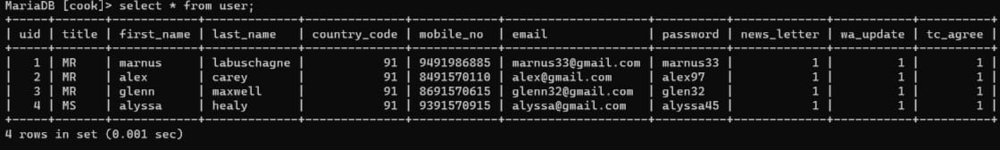 MariaDB [cook]> select * from user;
+-----+-------+------------+-------------+--------------+------------+--------------------+----------+-------------+-----------+----------+
| uid | title | first_name | last_name | country_code | mobile_no | email | password | news_letter | wa_update | tc_agree |
+-----+-------+------------+-------------+--------------+------------+--------------------+----------+-------------+-----------+----------+
| 1 | MR | marnus | labuschagne | 91 | 9491986885 | marnus33@gmail.com | marnus33 | 1 | 1 | 1 |
| 2 | MR | alex | carey | 91 | 8491570110 | alex@gmail.com | alex97 | 1 | 1 | 1 |
| 3 | MR | glenn | maxwell | 91 | 8691570615 | glenn32@gmail.com | glen32 | 1 | 1 | 1 |
| 4 | MS | alyssa | healy | 91 | 9391570915 | alyssa@gmail.com | alyssa45 | 1 | 1 | 1 |
+-----+-------+------------+-------------+--------------+------------+--------------------+----------+-------------+-----------+----------+
4 rows in set (0.001 sec)